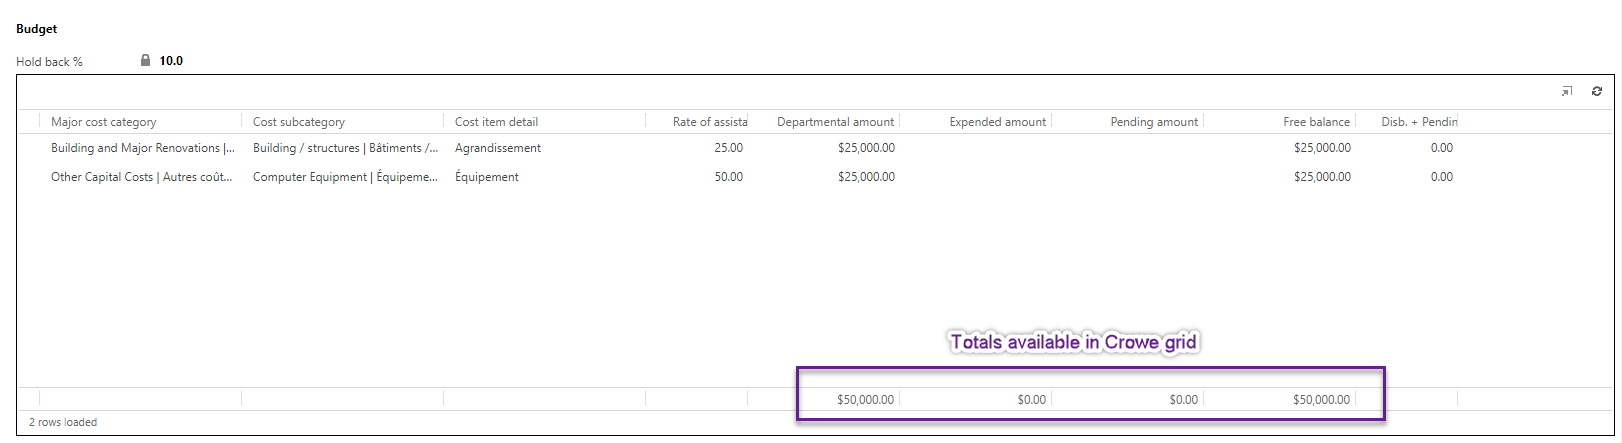 Budget
Hold back % 10.0
Major cost category Cost subcategory Cost item detail Rate of assista Departmental amount Expended amount Pending amount Free balance Disb. + Pendin
Building and Major Renovations |... Building / structures | Bâtiments /... Agrandissement 25.00 $25,000.00 $25,000.00 0.00
Other Capital Costs | Autres coût... Computer Equipment | Équipeme... Équipement 50.00 $25,000.00 $25,000.00 0.00
Totals available in Crowe grid
$50,000.00 $0.00 $0.00 $50,000.00
2 rows loaded